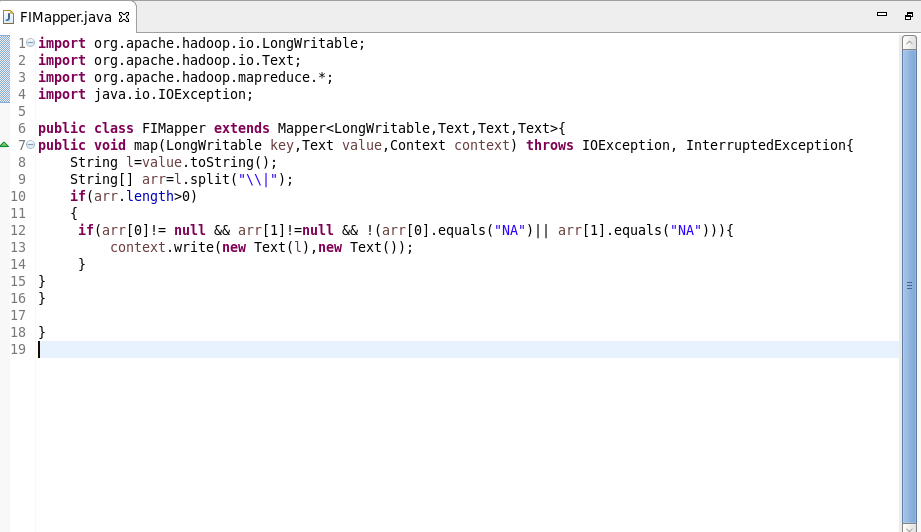 FIMapper.java
1 import org.apache.hadoop.io.LongWritable;
2 import org.apache.hadoop.io.Text;
3 import org.apache.hadoop.mapreduce.*;
4 import java.io.IOException;
5
6 public class FIMapper extends Mapper<LongWritable,Text,Text,Text>{
7 public void map(LongWritable key,Text value,Context context) throws IOException, InterruptedException{
8     String l=value.toString();
9     String[] arr=l.split("\\|");
10     if(arr.length>0)
11     {
12      if(arr[0]!= null && arr[1]!=null && !(arr[0].equals("NA")|| arr[1].equals("NA"))){
13          context.write(new Text(l),new Text());
14      }
15 }
16 }
17
18 }
19